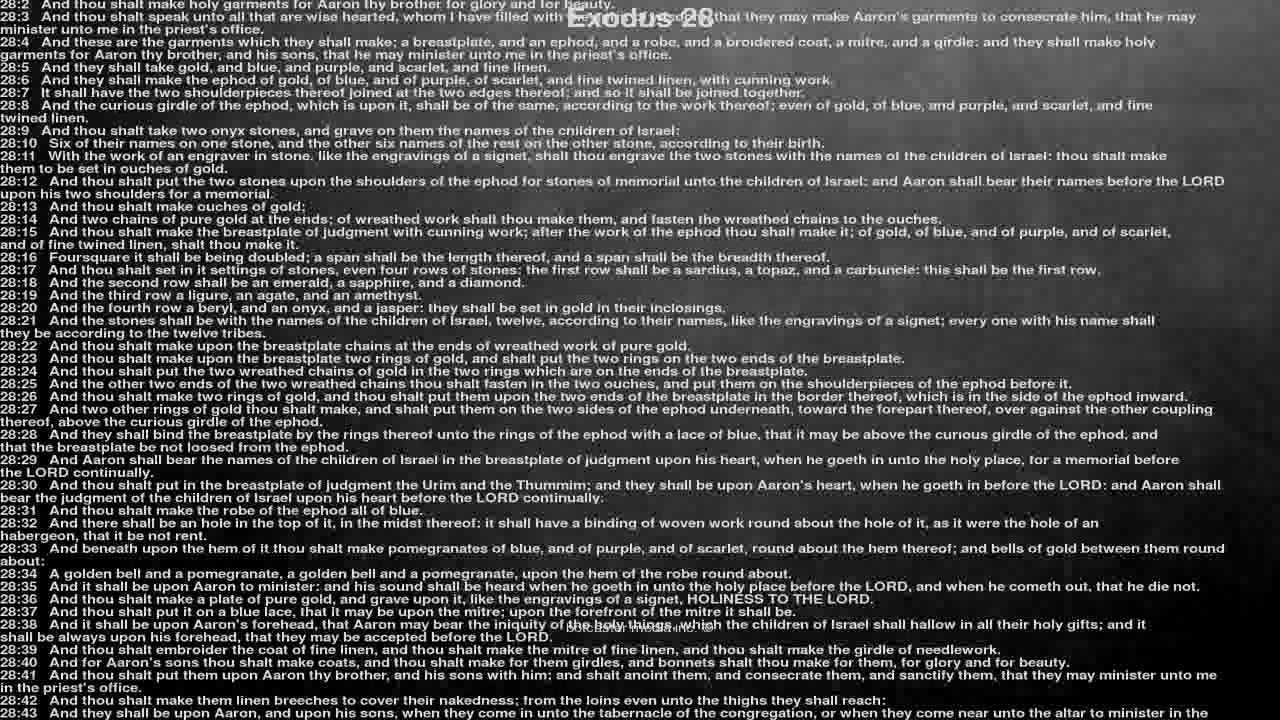 28:2 And thou shalt make holy garments for Aaron thy brother for glory and for beauty.
Exodus 28
28:3 And thou shalt speak unto all that are wise hearted, whom I have filled with the that they may make Aaron's garments to consecrate him, that he may
minister unto me in the priest's office.
28:4 And these are the garments which they shall make; a breastplate, and an ephod, and a robe, and a broidered coat, a mitre, and a girdle: and they shall make holy
garments for Aaron thy brother, and his sons, that he may minister unto me in the priest's office.
28:5 And they shall take gold, and blue, and purple, and scarlet, and fine linen.
28:6 And they shall make the ephod of gold, of blue, and of purple, of scarlet, and fine twined linen, with cunning work.
28:7 It shall have the two shoulderpieces thereof joined at the two edges thereof; and so it shall be joined together.
28:8 And the curious girdle of the ephod, which is upon it, shall be of the same, according to the work thereof; even of gold, of blue, and purple, and scarlet, and fine
twined linen.
28:9 And thou shalt take two onyx stones, and grave on them the names of the children of Israel:
28:10 Six of their names on one stone, and the other six names of the rest on the other stone, according to their birth.
28:11 With the work of an engraver in stone, like the engravings of a signet, shalt thou engrave the two stones with the names of the children of Israel: thou shalt make
them to be set in ouches of gold.
28:12 And thou shalt put the two stones upon the shoulders of the ephod for stones of memorial unto the children of Israel: and Aaron shall bear their names before the LORD
upon his two shoulders for a memorial.
28:13 And thou shalt make ouches of gold;
28:14 And two chains of pure gold at the ends; of wreathed work shalt thou make them, and fasten the wreathed chains to the ouches.
28:15 And thou shalt make the breastplate of judgment with cunning work; after the work of the ephod thou shalt make it; of gold, of blue, and of purple, and of scarlet,
and of fine twined linen, shalt thou make it.
28:16 Foursquare it shall be being doubled; a span shall be the length thereof, and a span shall be the breadth thereof.
28:17 And thou shalt set in it settings of stones, even four rows of stones: the first row shall be a sardius, a topaz, and a carbuncle: this shall be the first row.
28:18 And the second row shall be an emerald, a sapphire, and a diamond.
28:19 And the third row a ligure, an agate, and an amethyst.
28:20 And the fourth row a beryl, and an onyx, and a jasper: they shall be set in gold in their inclosings.
28:21 And the stones shall be with the names of the children of Israel, twelve, according to their names, like the engravings of a signet; every one with his name shall
they be according to the twelve tribes.
28:22 And thou shalt make upon the breastplate chains at the ends of wreathed work of pure gold.
28:23 And thou shalt make upon the breastplate two rings of gold, and shalt put the two rings on the two ends of the breastplate.
28:24 And thou shalt put the two wreathed chains of gold in the two rings which are on the ends of the breastplate.
28:25 And the other two ends of the two wreathed chains thou shalt fasten in the two ouches, and put them on the shoulderpieces of the ephod before it.
28:26 And thou shalt make two rings of gold, and thou shalt put them upon the two ends of the breastplate in the border thereof, which is in the side of the ephod inward.
28:27 And two other rings of gold thou shalt make, and shalt put them on the two sides of the ephod underneath, toward the forepart thereof, over against the other coupling
thereof, above the curious girdle of the ephod.
28:28 And they shall bind the breastplate by the rings thereof unto the rings of the ephod with a lace of blue, that it may be above the curious girdle of the ephod, and
that the breastplate be not loosed from the ephod.
28:29 And Aaron shall bear the names of the children of Israel in the breastplate of judgment upon his heart, when he goeth in unto the holy place, for a memorial before
the LORD continually.
28:30 And thou shalt put in the breastplate of judgment the Urim and the Thummim; and they shall be upon Aaron's heart, when he goeth in before the LORD: and Aaron shall
bear the judgment of the children of Israel upon his heart before the LORD continually.
28:31 And thou shalt make the robe of the ephod all of blue.
28:32 And there shall be an hole in the top of it, in the midst thereof: it shall have a binding of woven work round about the hole of it, as it were the hole of an
habergeon, that it be not rent.
28:33 And beneath upon the hem of it thou shalt make pomegranates of blue, and of purple, and of scarlet, round about the hem thereof; and bells of gold between them round
about:
28:34 A golden bell and a pomegranate, a golden bell and a pomegranate, upon the hem of the robe round about.
28:35 And it shall be upon Aaron to minister: and his sound shall be heard when he goeth in unto the holy place before the LORD, and when he cometh out, that he die not.
28:36 And thou shalt make a plate of pure gold, and grave upon it, like the engravings of a signet, HOLINESS TO THE LORD.
28:37 And thou shalt put it on a blue lace, that it may be upon the mitre; upon the forefront of the mitre it shall be.
28:38 And it shall be upon Aaron's forehead, that Aaron may bear the iniquity of the holy things, which the children of Israel shall hallow in all their holy gifts; and it
shall be always upon his forehead, that they may be accepted before the LORD.
28:39 And thou shalt embroider the coat of fine linen, and thou shalt make the mitre of fine linen, and thou shalt make the girdle of needlework.
28:40 And for Aaron's sons thou shalt make coats, and thou shalt make for them girdles, and bonnets shalt thou make for them, for glory and for beauty.
28:41 And thou shalt put them upon Aaron thy brother, and his sons with him; and shalt anoint them, and consecrate them, and sanctify them, that they may minister unto me
in the priest's office.
28:42 And thou shalt make them linen breeches to cover their nakedness; from the loins even unto the thighs they shall reach:
28:43 And they shall be upon Aaron, and upon his sons, when they come in unto the tabernacle of the congregation, or when they come near unto the altar to minister in the